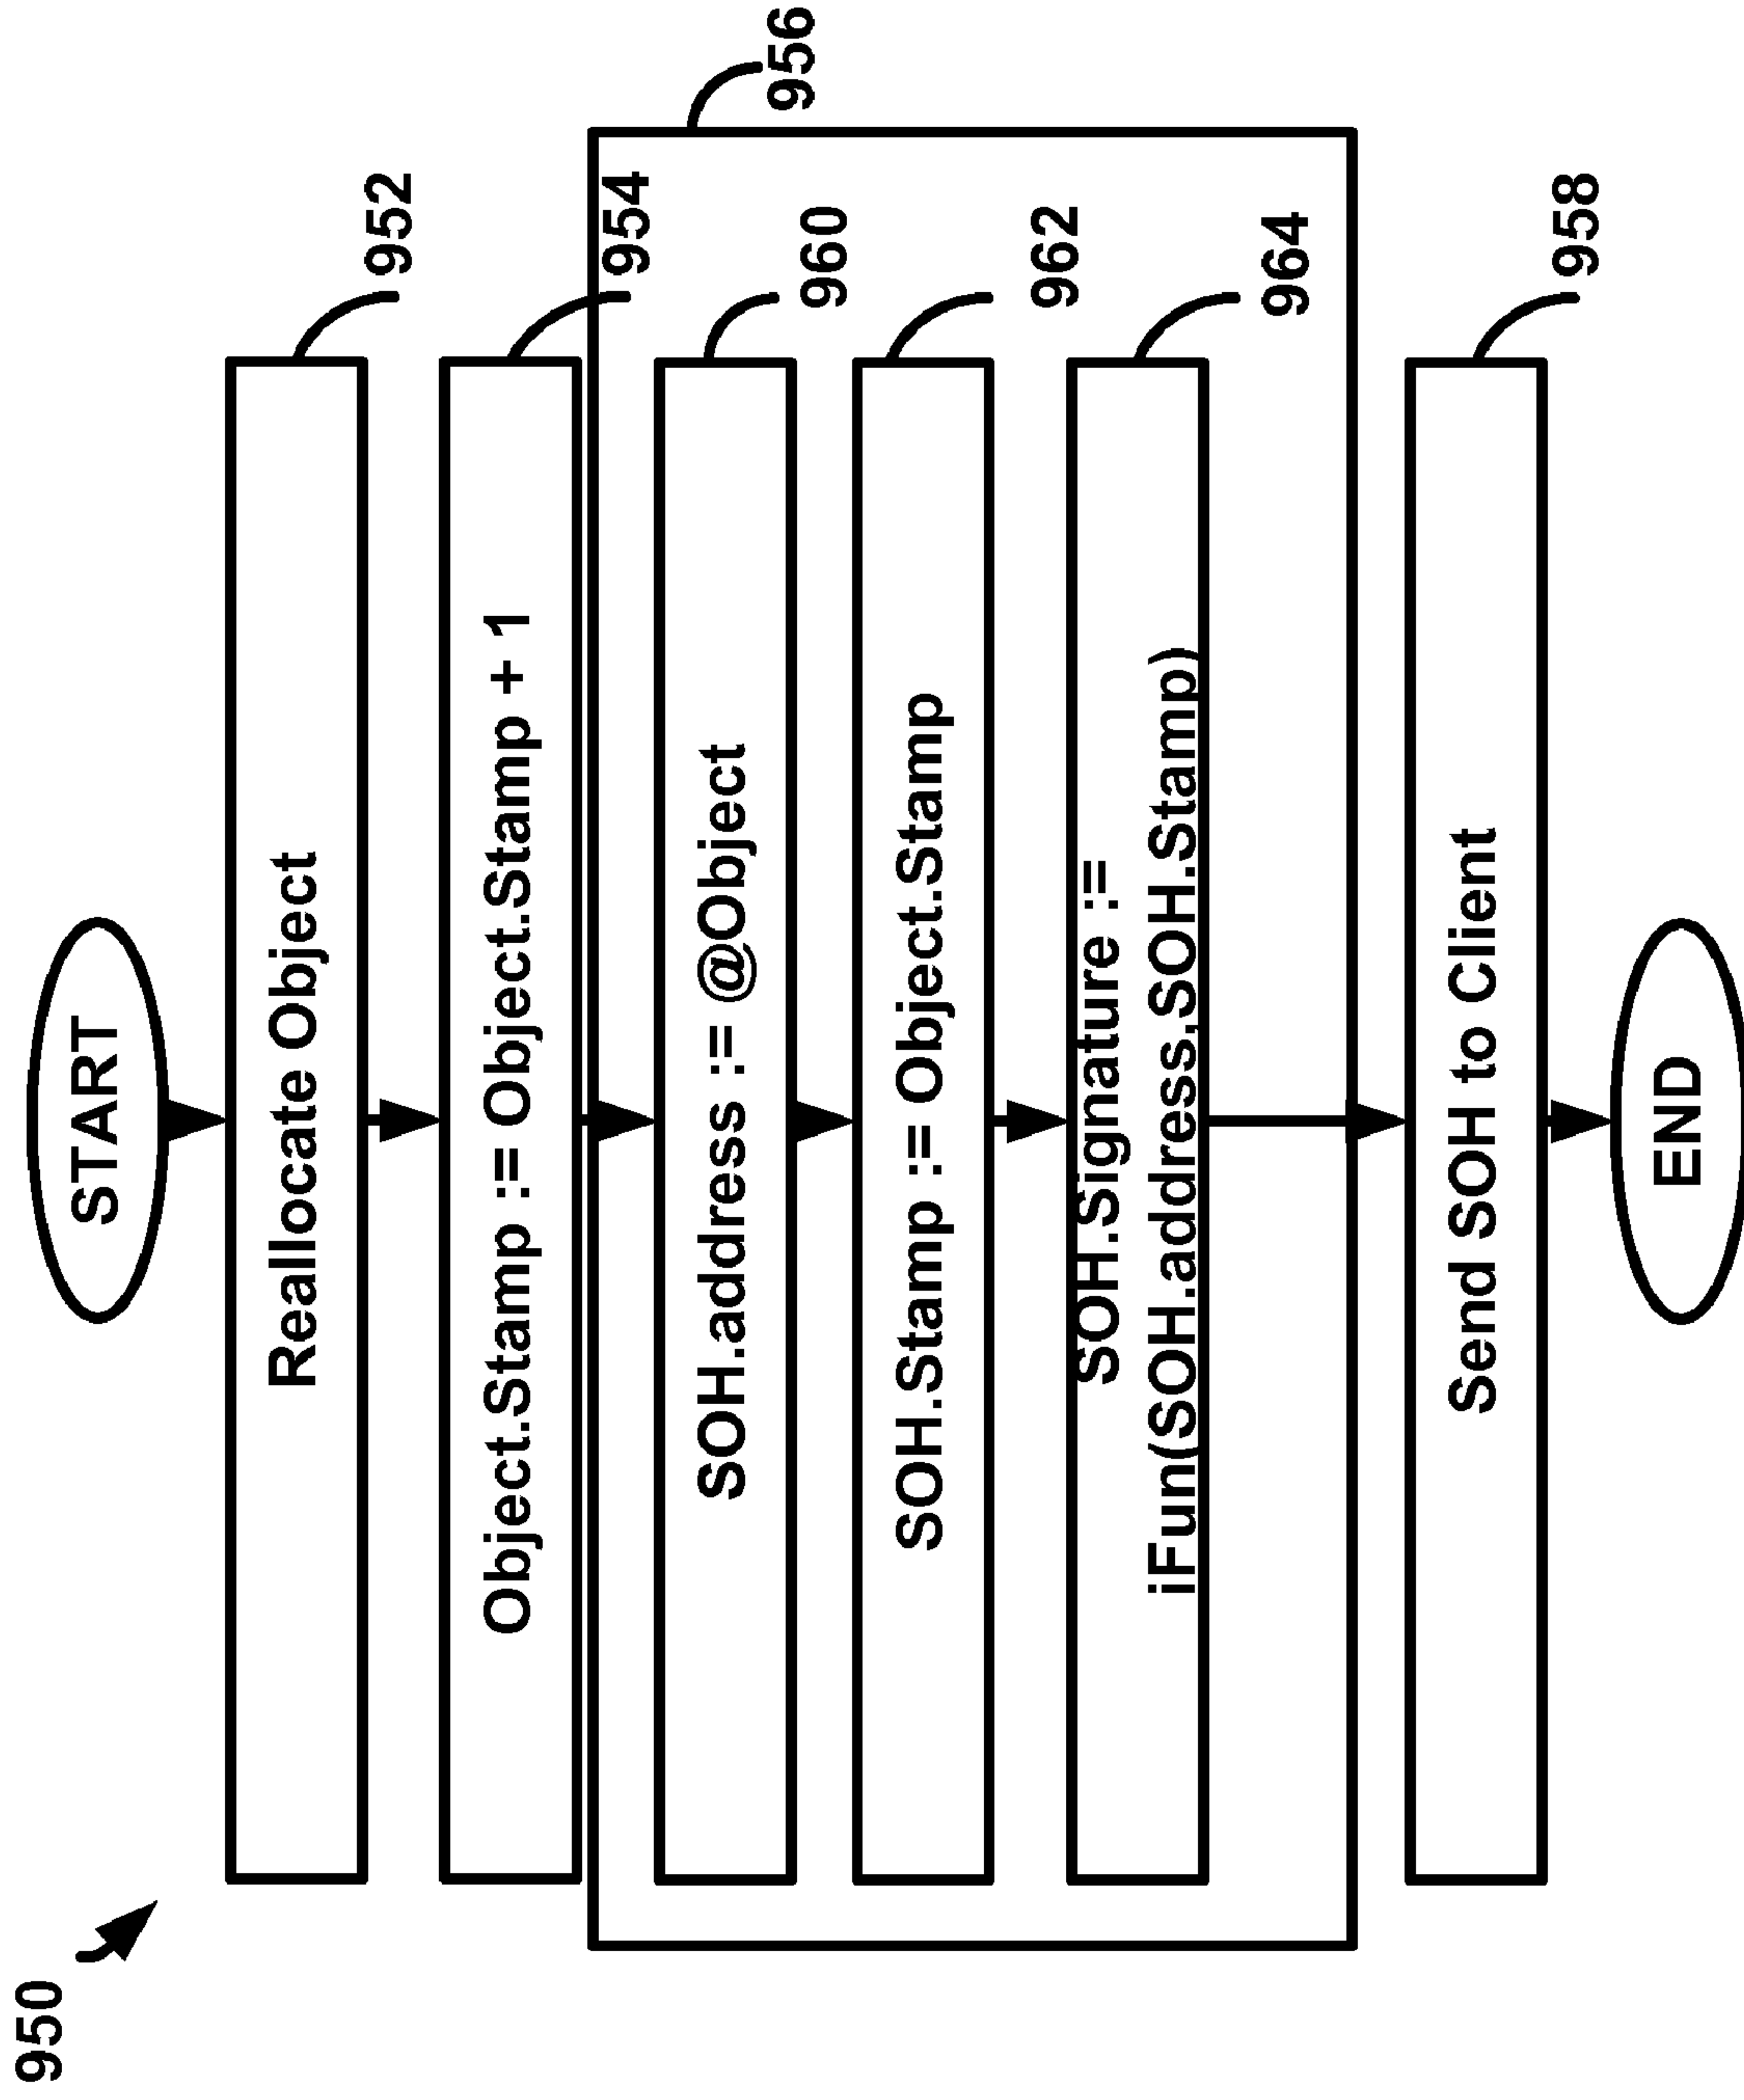 950
START
Reallocate Object
952
Object.Stamp := Object.Stamp + 1
954
956
SOH.address := @Object
960
SOH.Stamp := Object.Stamp
962
SOH.Signature :=
iFun(SOH.address,SOH.Stamp)
964
Send SOH to Client
958
END